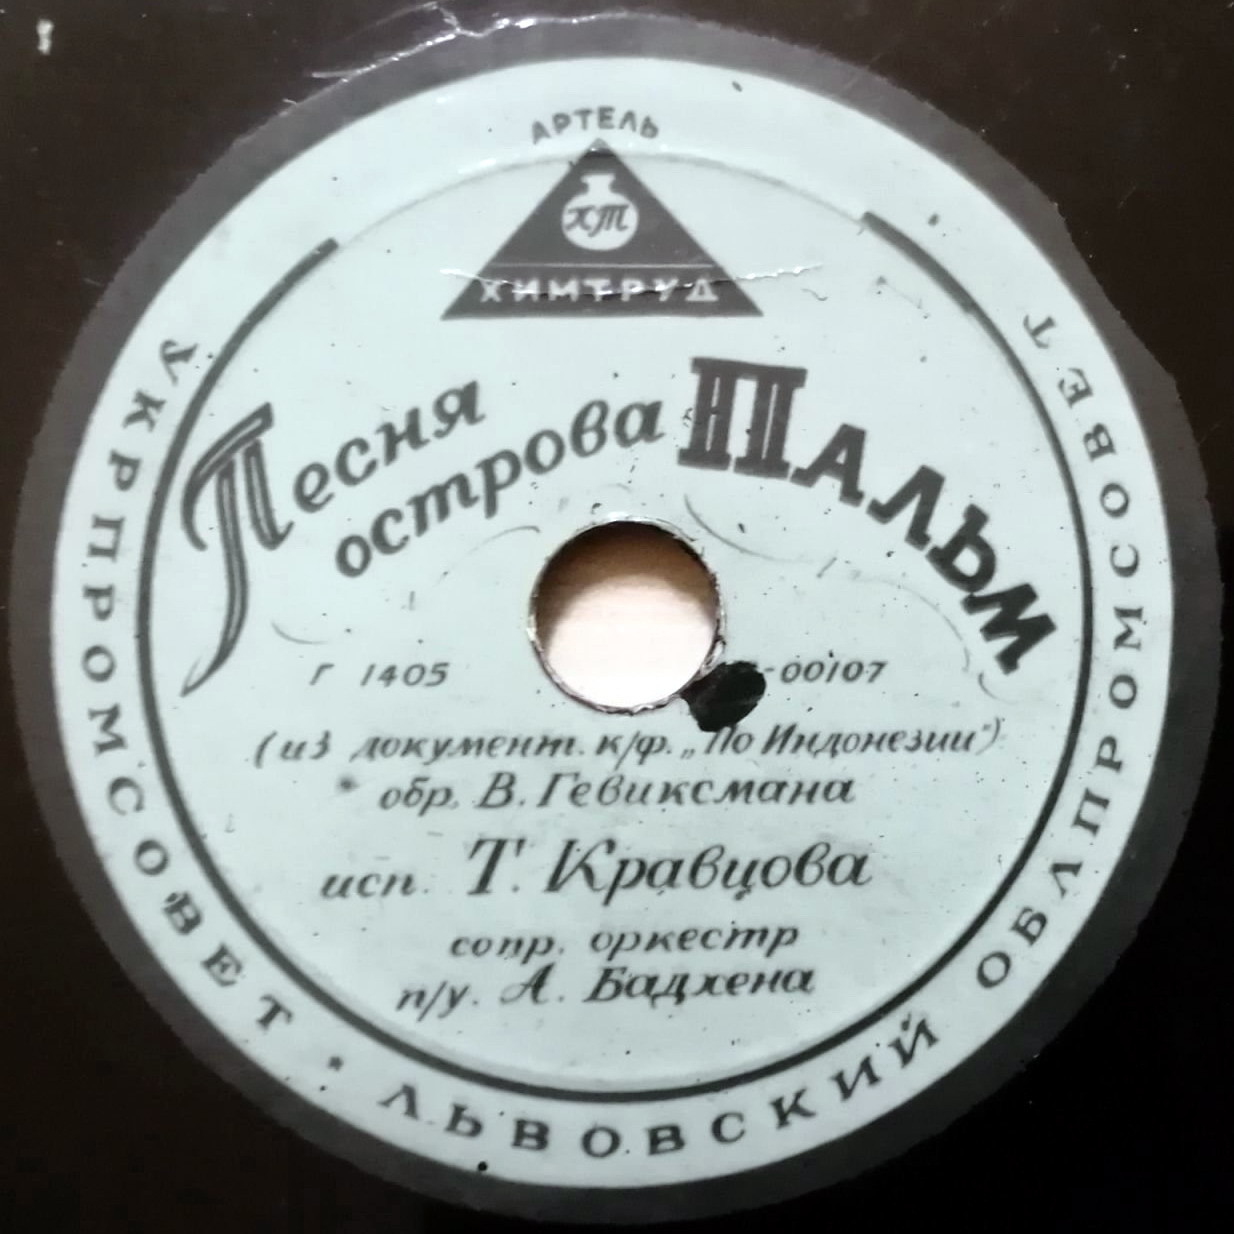 АРТЕЛЬ
ХТ
ХИМТРУД
Песня
острова ПАЛЬМ
Г 1405 -00107
(из документ. к/ф. „По Индонезии")
обр. В. Гевиксмана
исп. Т. Кравцова
сопр. оркестр
п/у. А. Бадхена
УКРПРОМСОВЕТ · ЛЬВОВСКИЙ ОБЛПРОМСОВЕТ